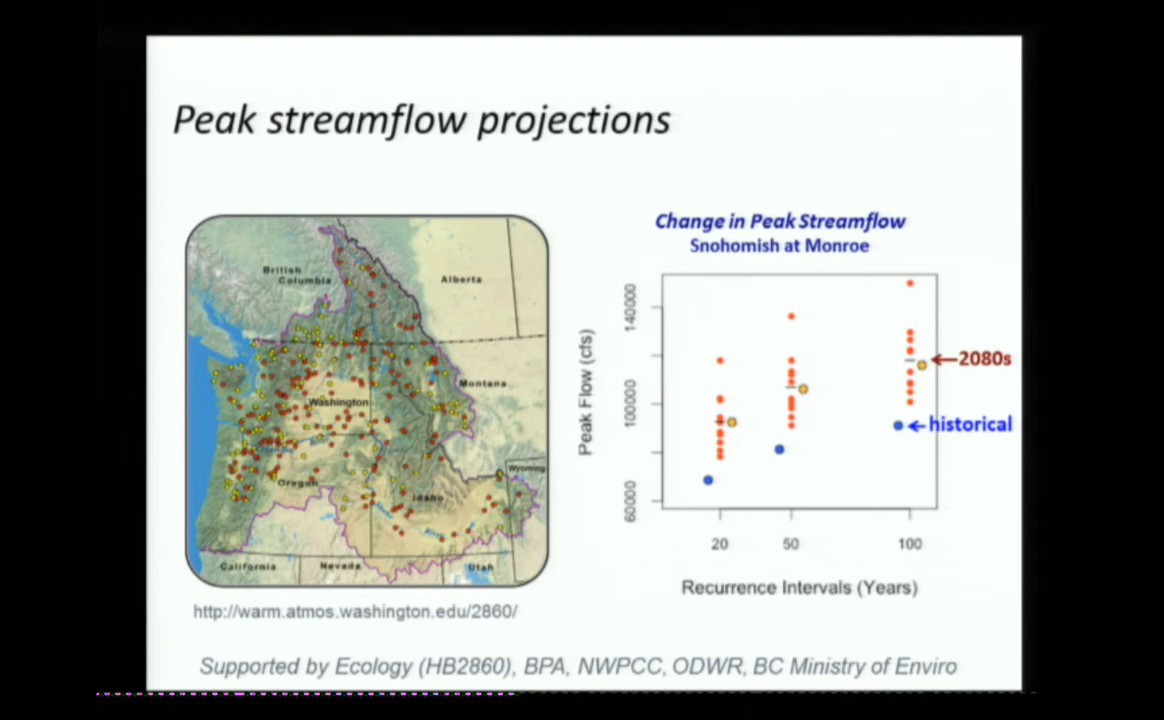 Peak streamflow projections
British
Columbia
Alberta
Montana
Washington
Wyoming
Oregon
Idaho
California
Nevada
Utah
http://warm.atmos.washington.edu/2860/
Change in Peak Streamflow
Snohomish at Monroe
Peak Flow (cfs)
140000
100000
60000
2080s
historical
20
50
100
Recurrence Intervals (Years)
Supported by Ecology (HB2860), BPA, NWPCC, ODWR, BC Ministry of Enviro